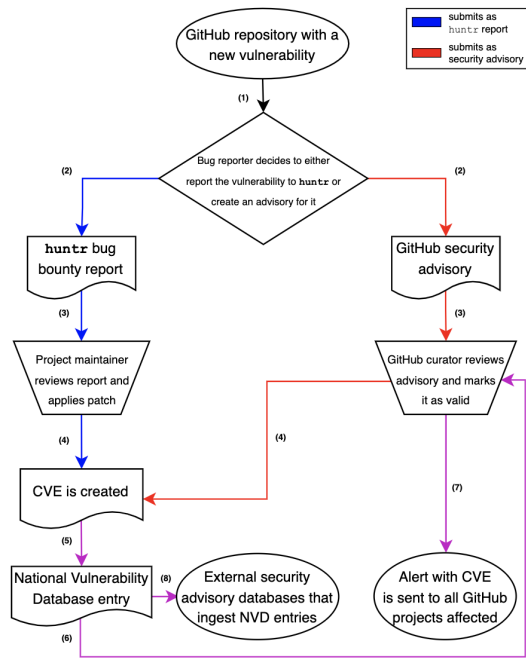 GitHub repository with a
new vulnerability
submits as
huntr report
submits as
security advisory
(1)
Bug reporter decides to either
report the vulnerability to huntr or
create an advisory for it
(2)
(2)
huntr bug
bounty report
GitHub security
advisory
(3)
(3)
Project maintainer
reviews report and
applies patch
GitHub curator reviews
advisory and marks
it as valid
(4)
(4)
CVE is created
(7)
(5)
National Vulnerability
Database entry
(8)
External security
advisory databases that
ingest NVD entries
Alert with CVE
is sent to all GitHub
projects affected
(6)